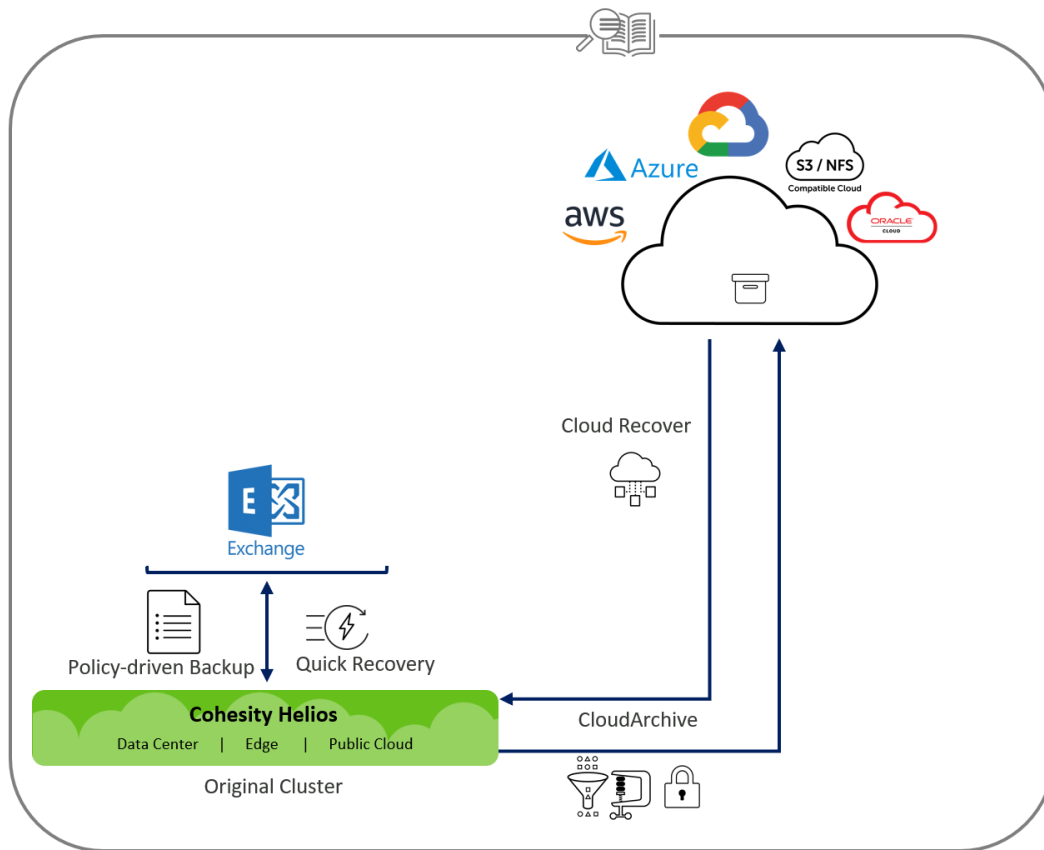 S3 / NFS
Compatible Cloud
Azure
aws
ORACLE
CLOUD
Cloud Recover
E
Exchange
Policy-driven Backup
Quick Recovery
Cohesity Helios
Data Center | Edge | Public Cloud
CloudArchive
Original Cluster